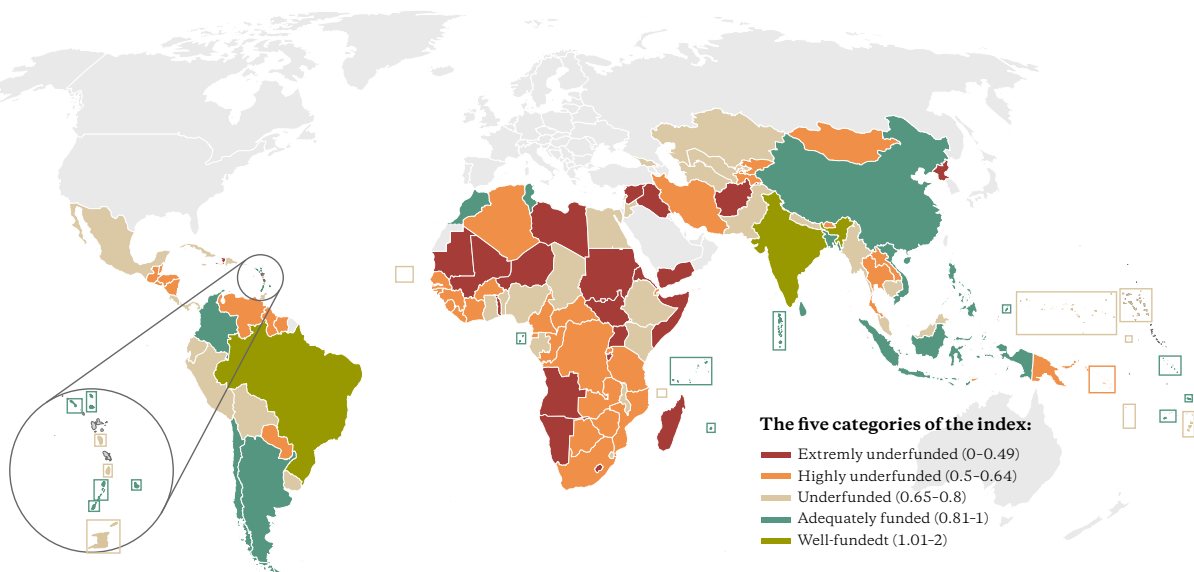 The five categories of the index:
Extremly underfunded (0–0.49)
Highly underfunded (0.5–0.64)
Underfunded (0.65–0.8)
Adequately funded (0.81–1)
Well-fundedt (1.01–2)